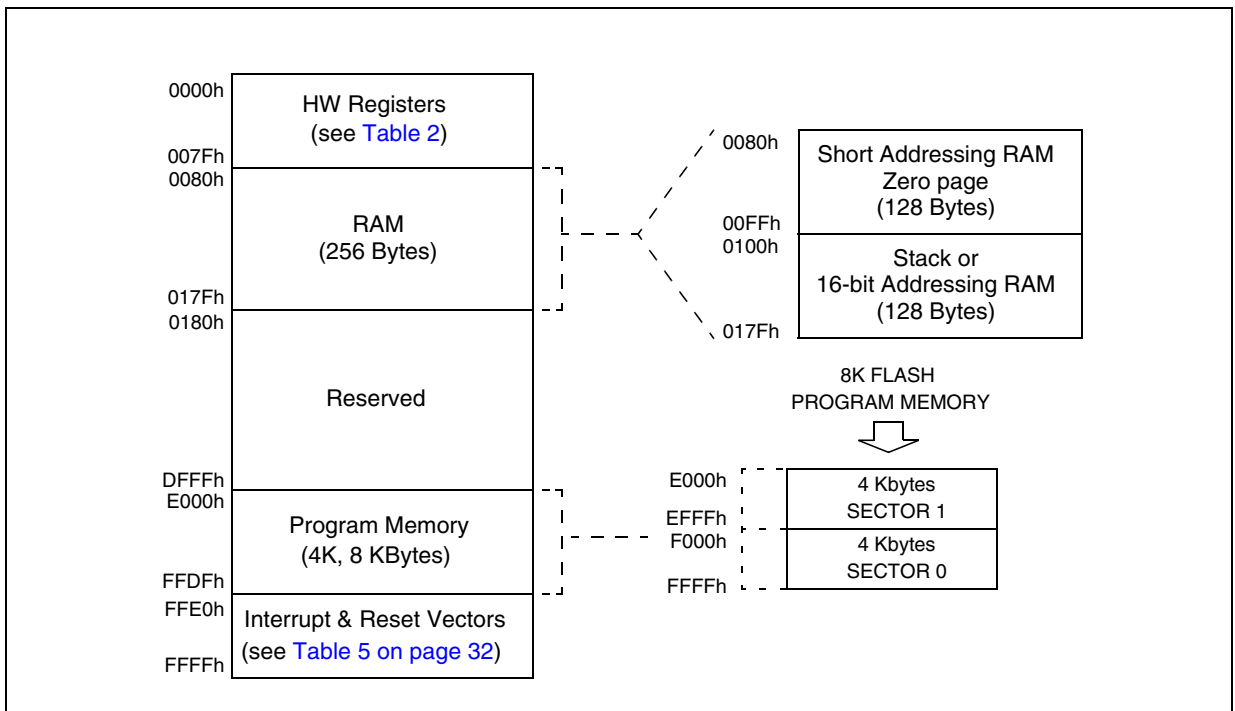 0000h
HW Registers
(see Table 2)
007Fh
0080h
RAM
(256 Bytes)
017Fh
0180h
Reserved
DFFFh
E000h
Program Memory
(4K, 8 KBytes)
FFDFh
FFE0h
Interrupt & Reset Vectors
(see Table 5 on page 32)
FFFFh
0080h
Short Addressing RAM
Zero page
(128 Bytes)
00FFh
0100h
Stack or
16-bit Addressing RAM
(128 Bytes)
017Fh
8K FLASH
PROGRAM MEMORY
E000h
4 Kbytes
SECTOR 1
EFFFh
F000h
4 Kbytes
SECTOR 0
FFFFh